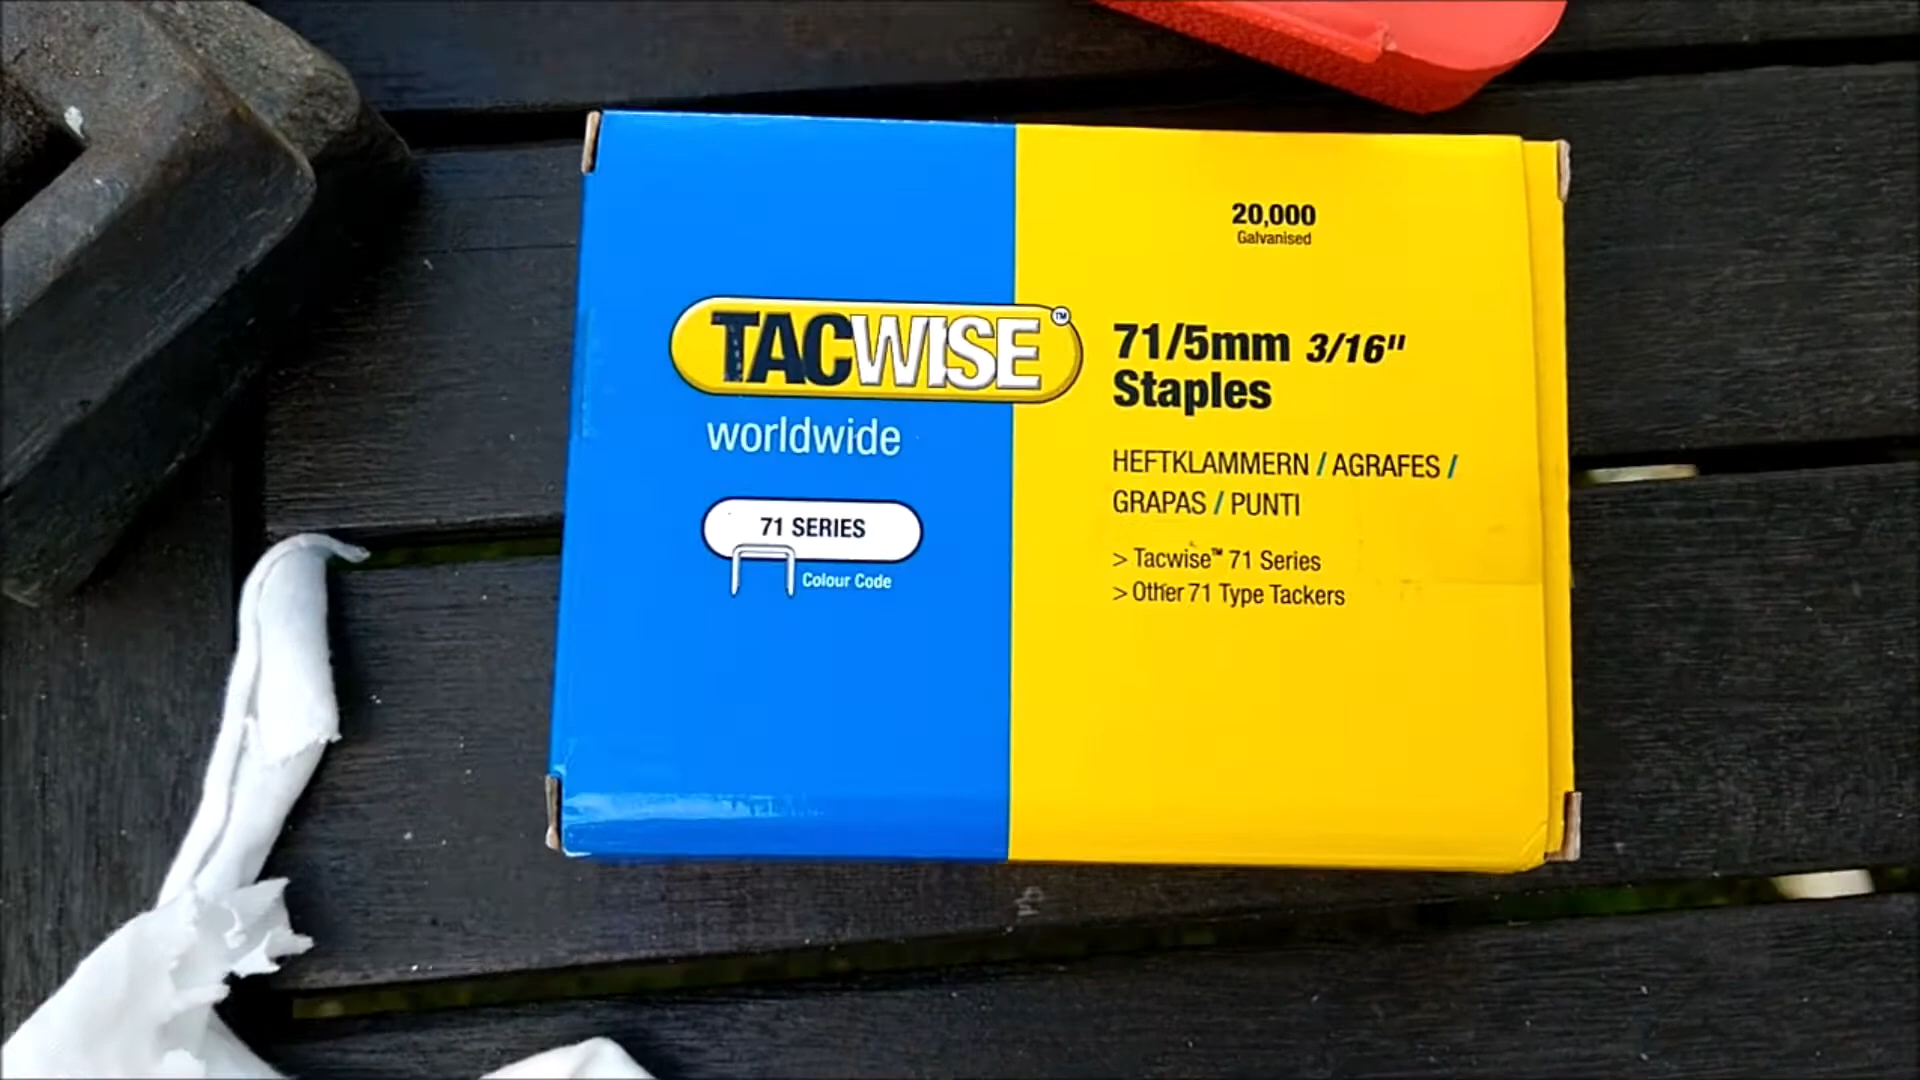 20,000
Galvanised
TACWISE™
worldwide
71 SERIES
Colour Code
71/5mm 3/16"
Staples
HEFTKLAMMERN / AGRAFES /
GRAPAS / PUNTI
> Tacwise™ 71 Series
> Other 71 Type Tackers